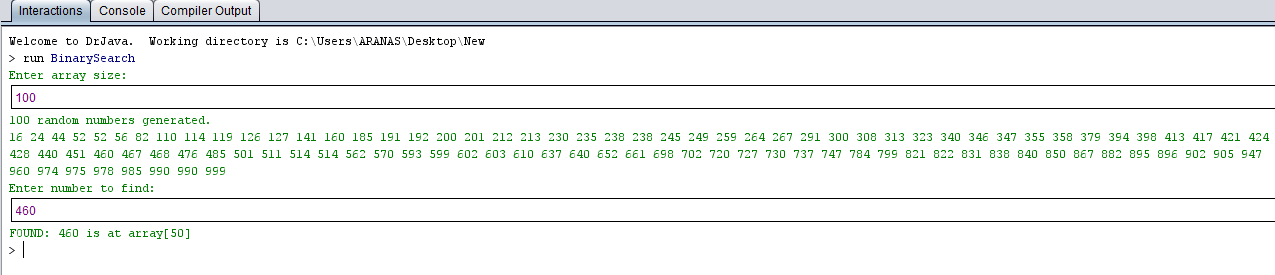 Interactions Console Compiler Output
Welcome to DrJava.  Working directory is C:\Users\ARANAS\Desktop\New
> run BinarySearch
Enter array size:
100
100 random numbers generated.
16 24 44 52 52 56 82 110 114 119 126 127 141 160 185 191 192 200 201 212 213 230 235 238 238 245 249 259 264 267 291 300 308 313 323 340 346 347 355 358 379 394 398 413 417 421 424
428 440 451 460 467 468 476 485 501 511 514 514 562 570 593 599 602 603 610 637 640 652 661 698 702 720 727 730 737 747 784 799 821 822 831 838 840 850 867 882 895 896 902 905 947
960 974 975 978 985 990 990 999
Enter number to find:
460
FOUND: 460 is at array[50]
>